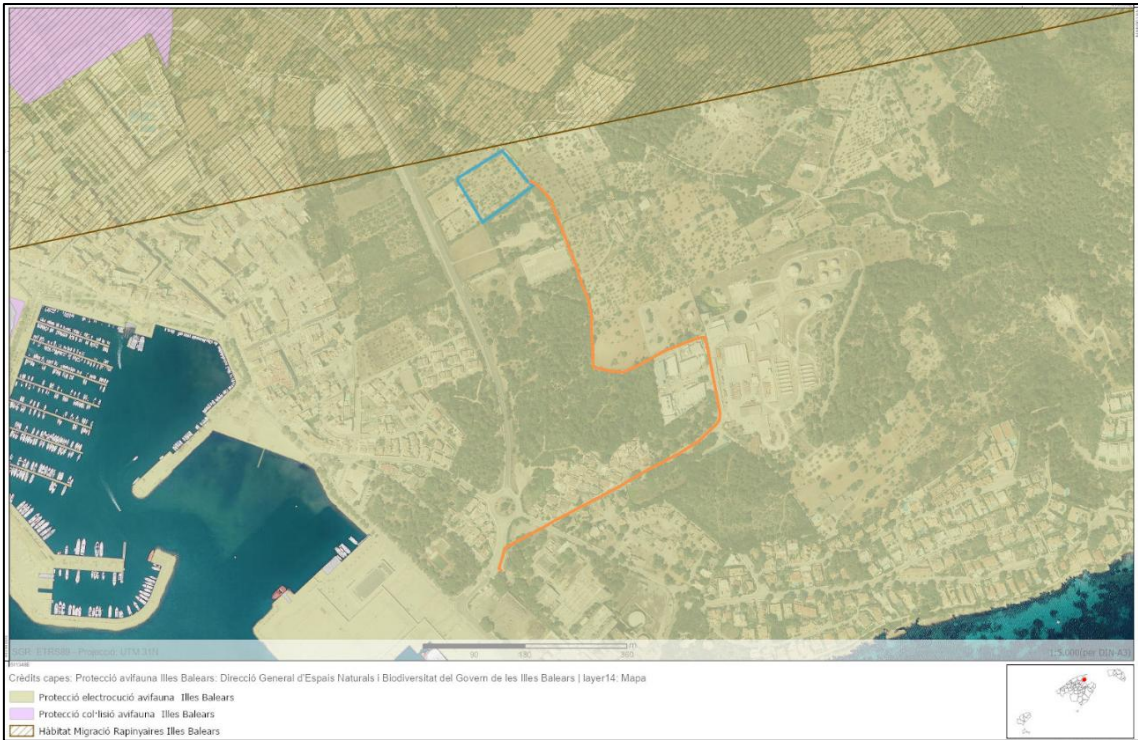 SGR: ETRS89 - Projecció: UTM 31N
90 180 360
m
1:5.000(per DIN-A3)
Crèdits capes: Protecció avifauna Illes Balears: Direcció General d'Espais Naturals i Biodiversitat del Govern de les Illes Balears | layer14: Mapa
Protecció electrocució avifauna Illes Balears
Protecció col·lisió avifauna Illes Balears
Hàbitat Migració Rapinyaires Illes Balears